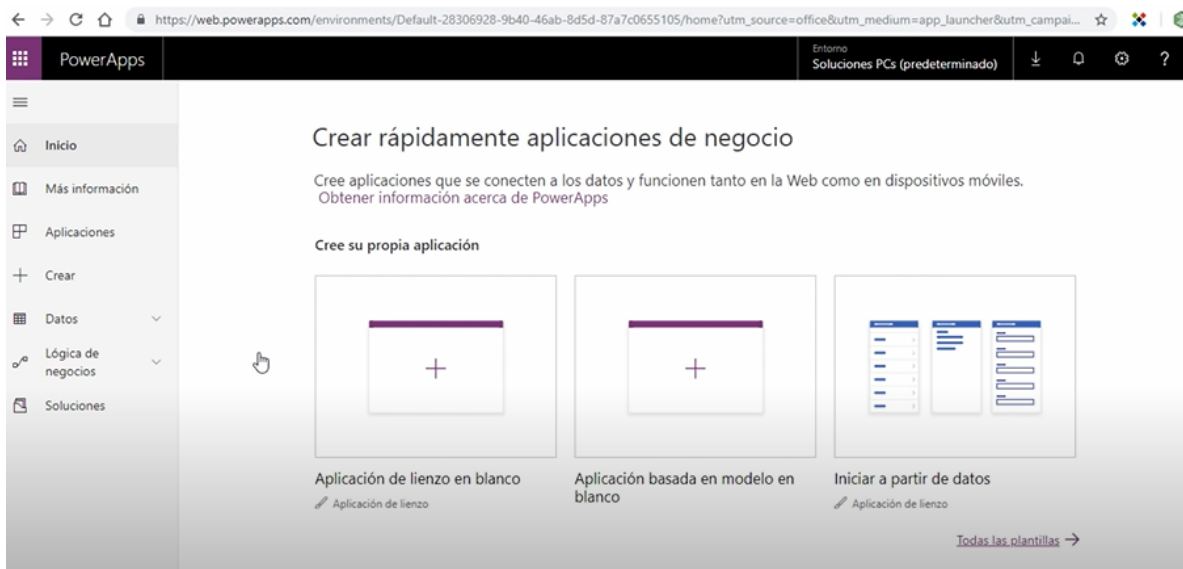 https://web.powerapps.com/environments/Default-28306928-9b40-46ab-8d5d-87a7c0655105/home?utm_source=office&utm_medium=app_launcher&utm_campai...
PowerApps
Entorno
Soluciones PCs (predeterminado)
?
Inicio
Más información
Aplicaciones
Crear
Datos
Lógica de
negocios
Soluciones
Crear rápidamente aplicaciones de negocio
Cree aplicaciones que se conecten a los datos y funcionen tanto en la Web como en dispositivos móviles.
Obtener información acerca de PowerApps
Cree su propia aplicación
Aplicación de lienzo en blanco
Aplicación de lienzo
Aplicación basada en modelo en
blanco
Iniciar a partir de datos
Aplicación de lienzo
Todas las plantillas